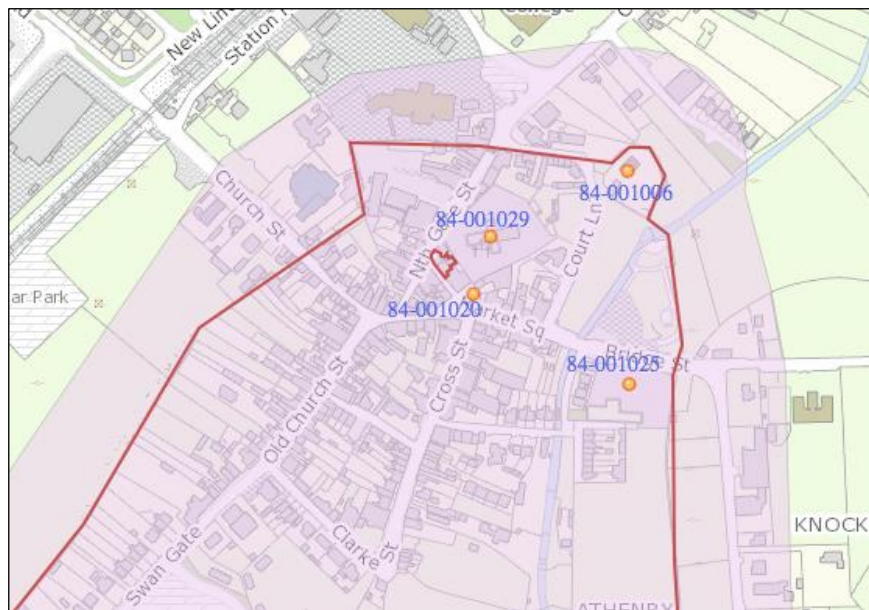 College
New Line
Station
Church St
Nth Gate St
Court Ln
84-001006
84-001029
84-001020
Market Sq
ar Park
Bridge St
84-001025
Cross St
Old Church St
Swan Gate
Clarke St
KNOCK
ATHENRY